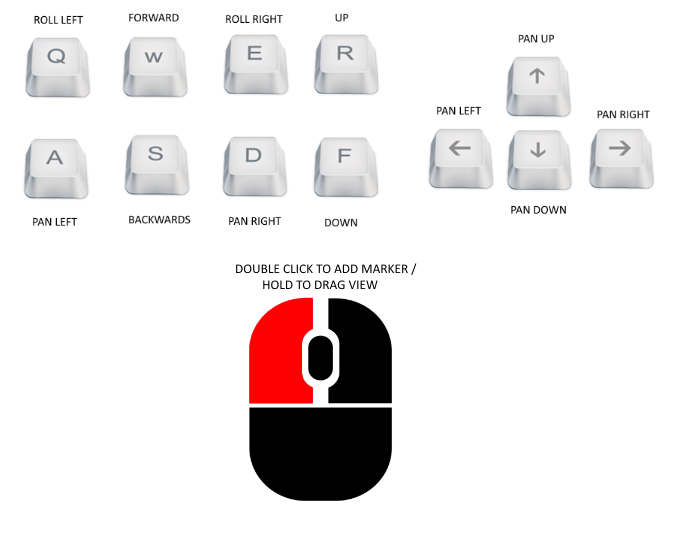 ROLL LEFT
FORWARD
ROLL RIGHT
UP
Q
w
E
R
A
S
D
F
PAN LEFT
BACKWARDS
PAN RIGHT
DOWN
PAN UP
↑
PAN LEFT
PAN RIGHT
←
↓
→
PAN DOWN
DOUBLE CLICK TO ADD MARKER /
HOLD TO DRAG VIEW